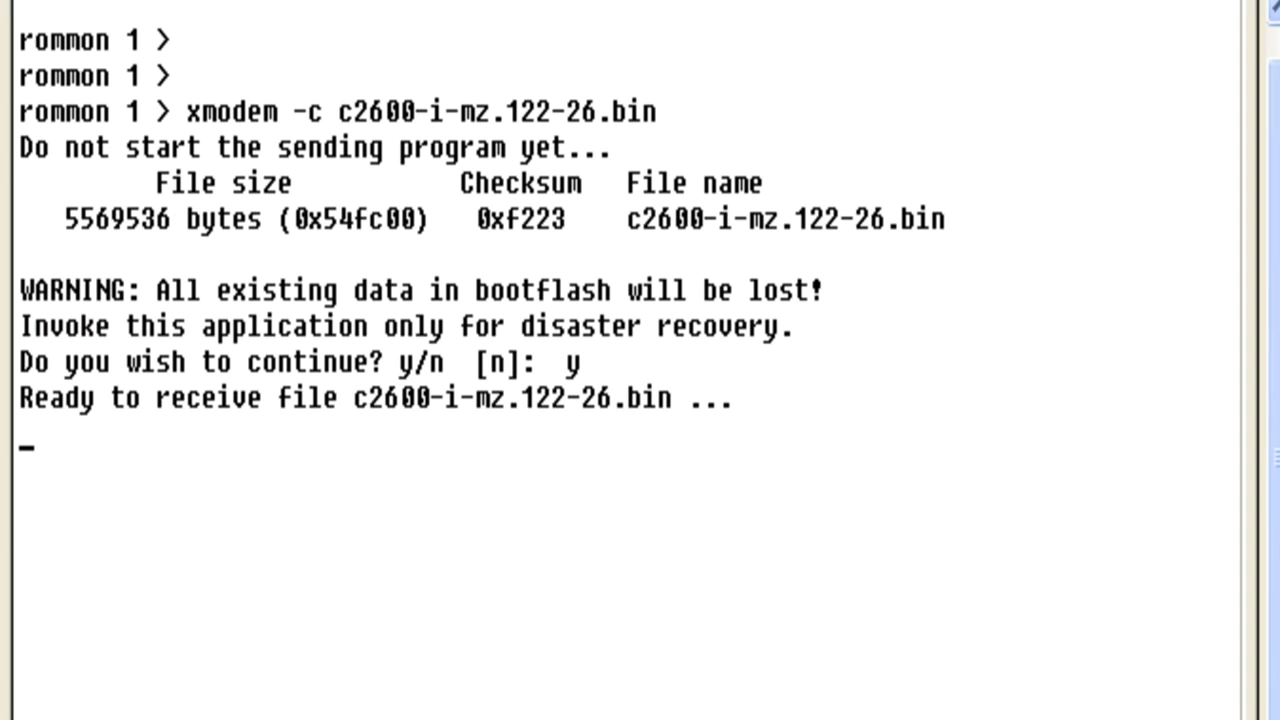 rommon 1 >
rommon 1 >
rommon 1 > xmodem -c c2600-i-mz.122-26.bin
Do not start the sending program yet...
         File size           Checksum   File name
   5569536 bytes (0x54fc00)   0xf223    c2600-i-mz.122-26.bin
WARNING: All existing data in bootflash will be lost!
Invoke this application only for disaster recovery.
Do you wish to continue? y/n  [n]:  y
Ready to receive file c2600-i-mz.122-26.bin ...